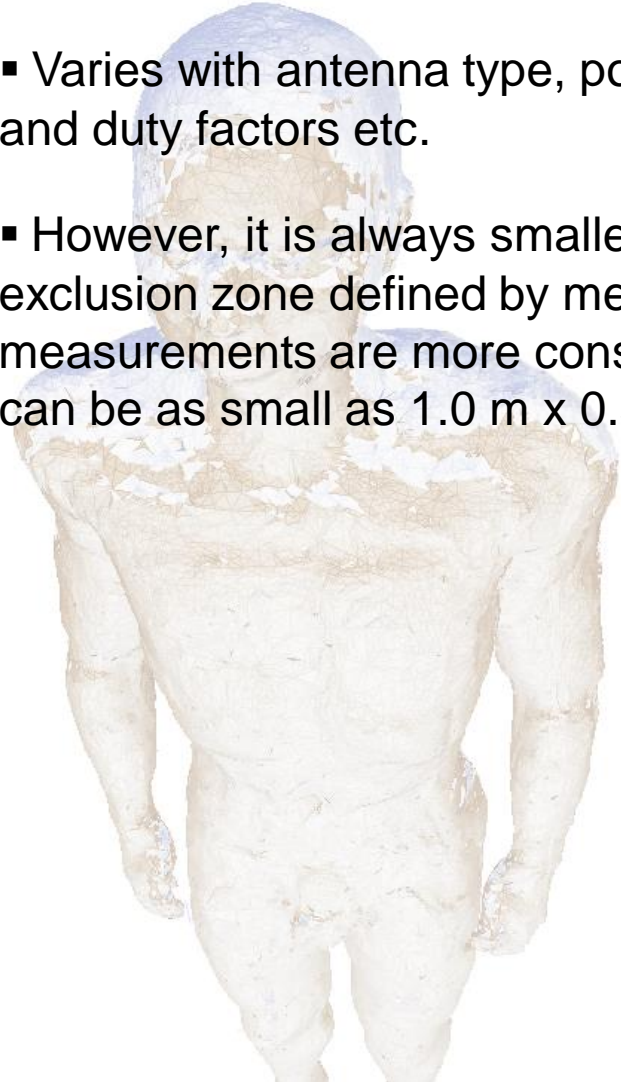 ▪ Varies with antenna type, po
and duty factors etc.
▪ However, it is always smalle
exclusion zone defined by me
measurements are more cons
can be as small as 1.0 m x 0.